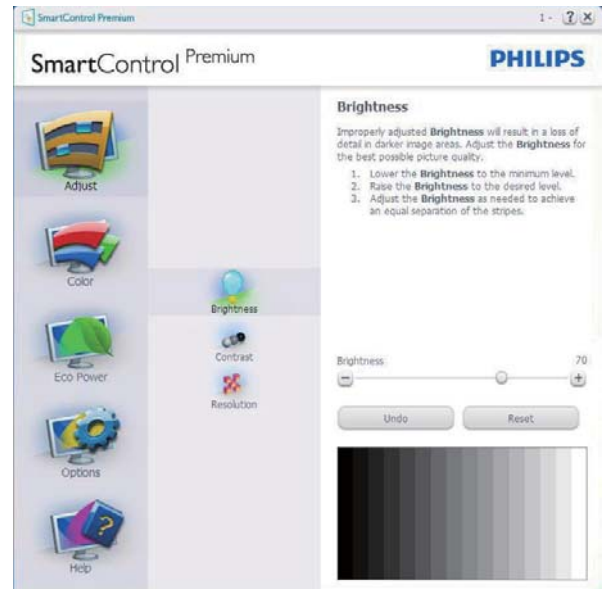 SmartControl Premium
1 -
?
SmartControl Premium
PHILIPS
Adjust
Color
Eco Power
Options
?
Help
Brightness
Contrast
Resolution
Brightness
Improperly adjusted Brightness will result in a loss of
detail in darker image areas. Adjust the Brightness for
the best possible picture quality.
1. Lower the Brightness to the minimum level.
2. Raise the Brightness to the desired level.
3. Adjust the Brightness as needed to achieve
an equal separation of the stripes.
Brightness 70
Undo Reset